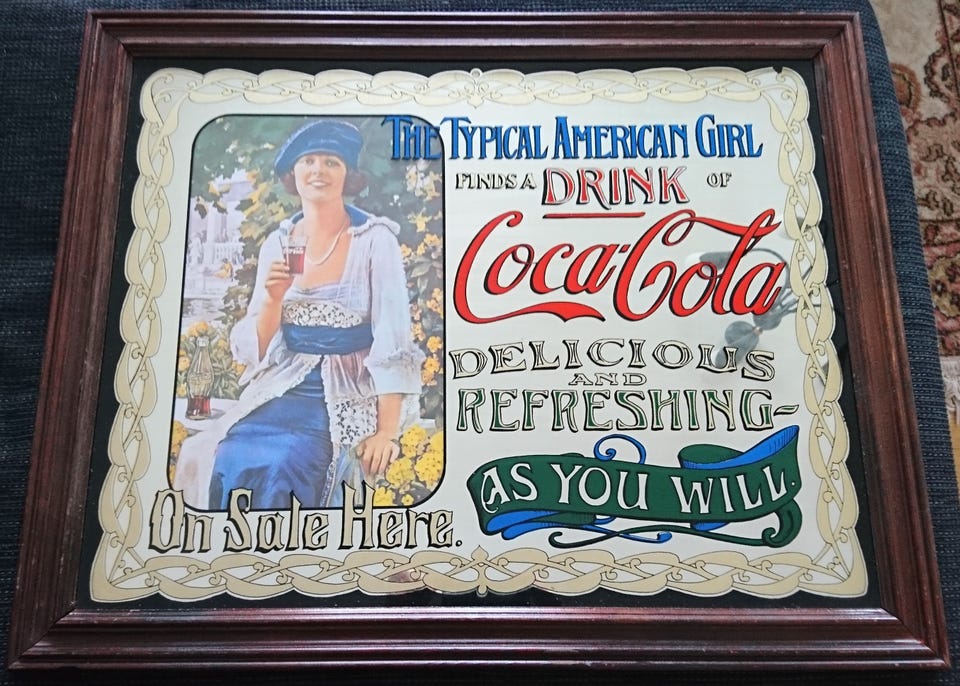 THE TYPICAL AMERICAN GIRL
FINDS A DRINK OF
Coca-Cola
DELICIOUS
AND
REFRESHING-
AS YOU WILL.
On Sale Here.